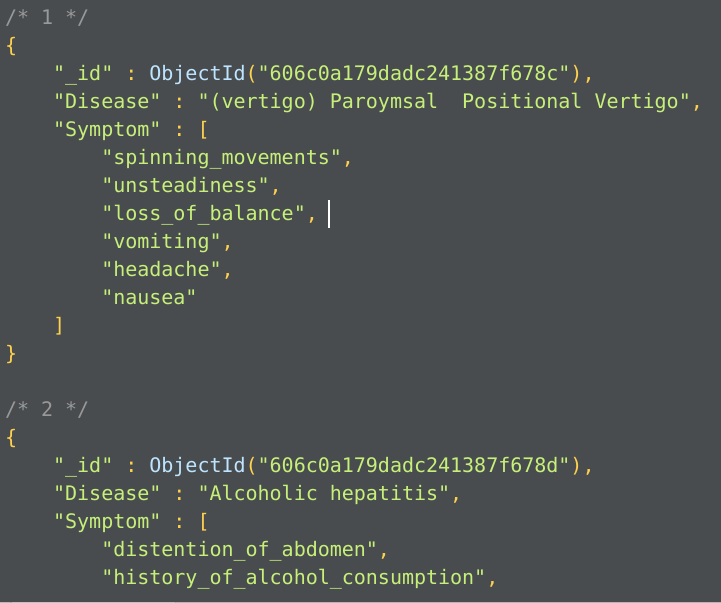 /* 1 */
{
    "_id" : ObjectId("606c0a179dadc241387f678c"),
    "Disease" : "(vertigo) Paroymsal  Positional Vertigo",
    "Symptom" : [
        "spinning_movements",
        "unsteadiness",
        "loss_of_balance",
        "vomiting",
        "headache",
        "nausea"
    ]
}

/* 2 */
{
    "_id" : ObjectId("606c0a179dadc241387f678d"),
    "Disease" : "Alcoholic hepatitis",
    "Symptom" : [
        "distention_of_abdomen",
        "history_of_alcohol_consumption",